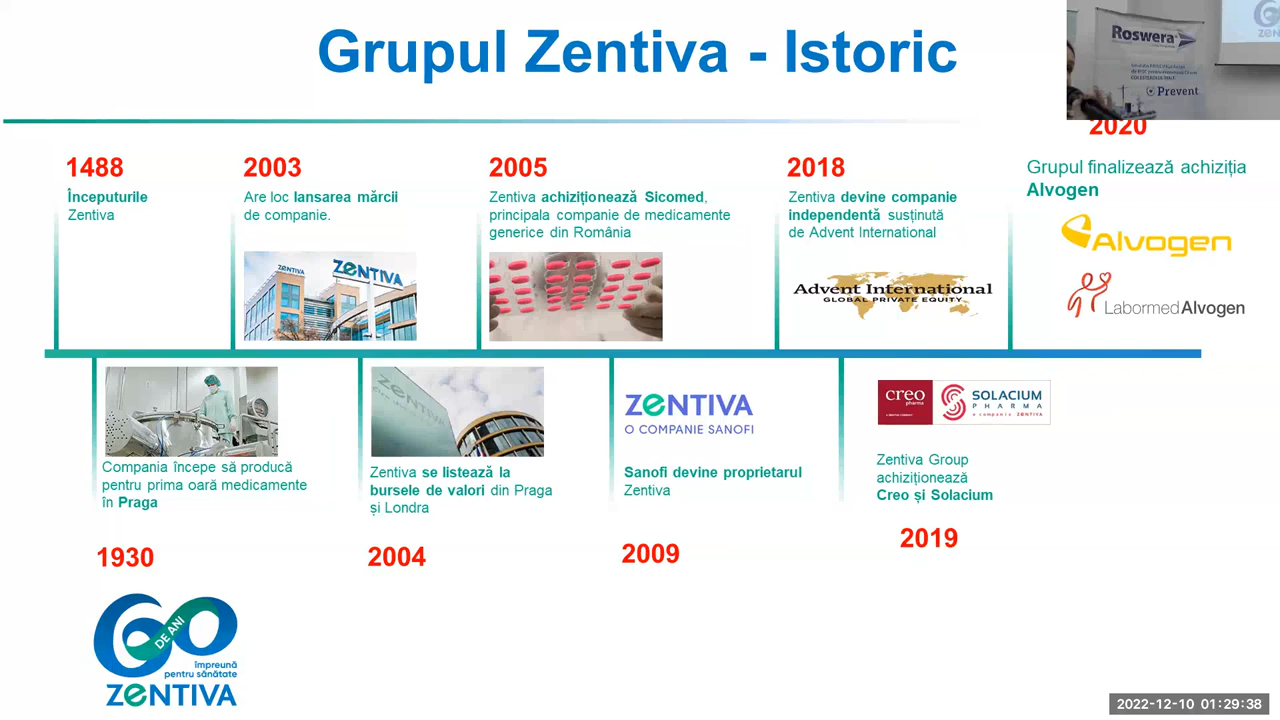 Grupul Zentiva - Istoric
Roswera
Prevent
1488
Începuturile
Zentiva
2003
Are loc lansarea mărcii
de companie.
ZENTIVA
ZENTIVA
2005
Zentiva achiziționează Sicomed,
principala companie de medicamente
generice din România
2018
Zentiva devine companie
independentă susținută
de Advent International
Advent International
GLOBAL PRIVATE EQUITY
2020
Grupul finalizează achiziția
Alvogen
Alvogen
LabormedAlvogen
Compania începe să producă
pentru prima oară medicamente
în Praga
1930
ZENTIVA
Zentiva se listează la
bursele de valori din Praga
și Londra
2004
ZENTIVA
O COMPANIE SANOFI
Sanofi devine proprietarul
Zentiva
2009
creo
pharma
SOLACIUM
PHARMA
o companie ZENTIVA
Zentiva Group
achiziționează
Creo și Solacium
2019
60
DE ANI
împreună
pentru sănătate
ZENTIVA
2022-12-10 01:29:38